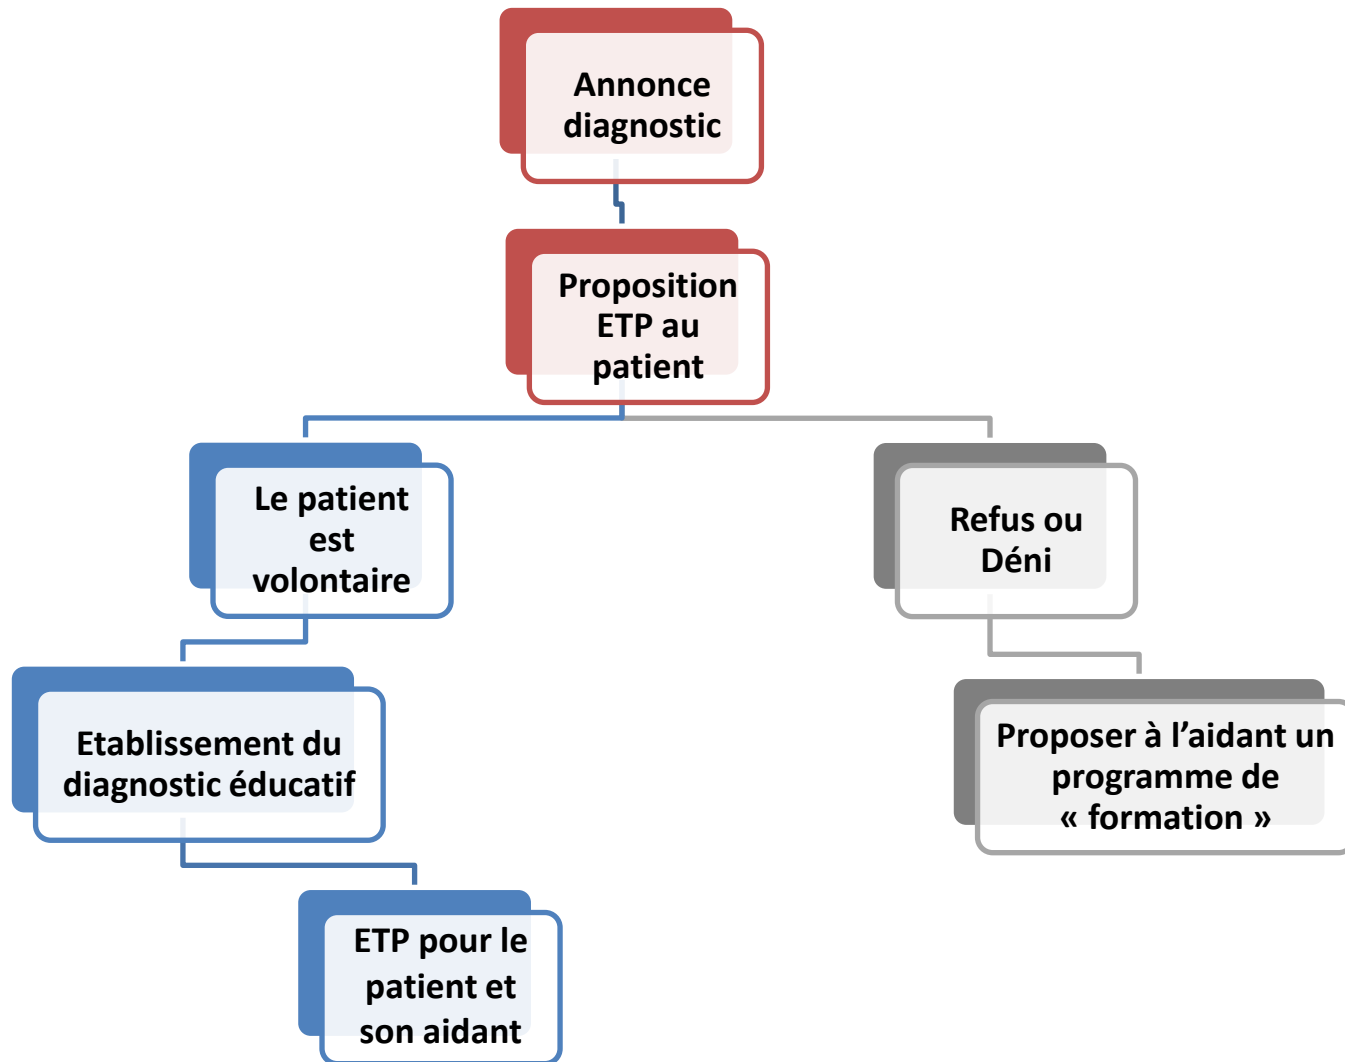 Annonce
diagnostic
Proposition
ETP au
patient
Le patient
est
volontaire
Refus ou
Déni
Etablissement du
diagnostic éducatif
Proposer à l’aidant un
programme de
« formation »
ETP pour le
patient et
son aidant